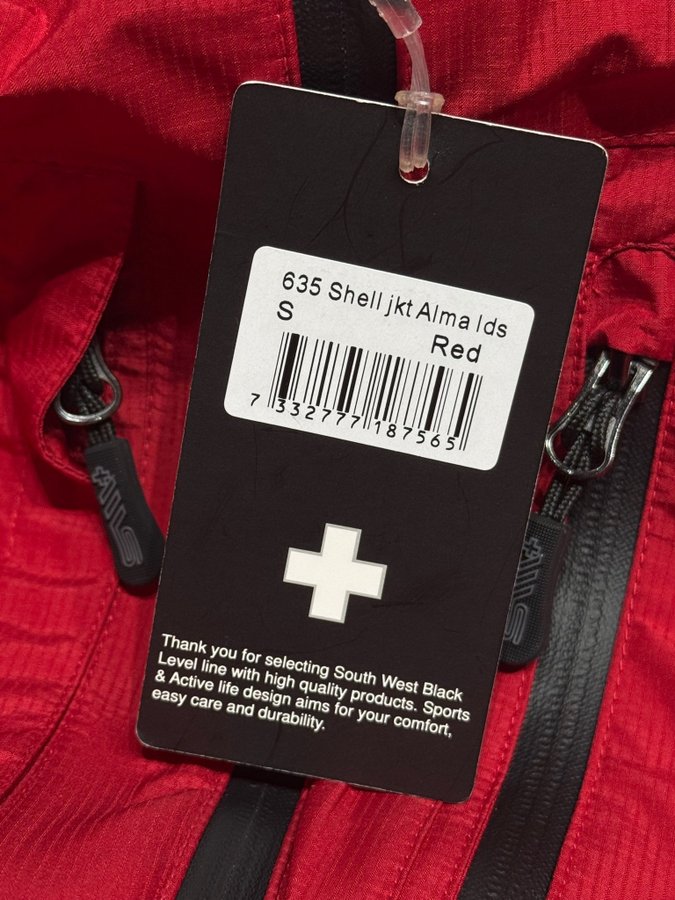 635 Shell jkt Alma lds
S
Red
7 332777 187565
Thank you for selecting South West Black
Level line with high quality products. Sports
& Active life design aims for your comfort,
easy care and durability.